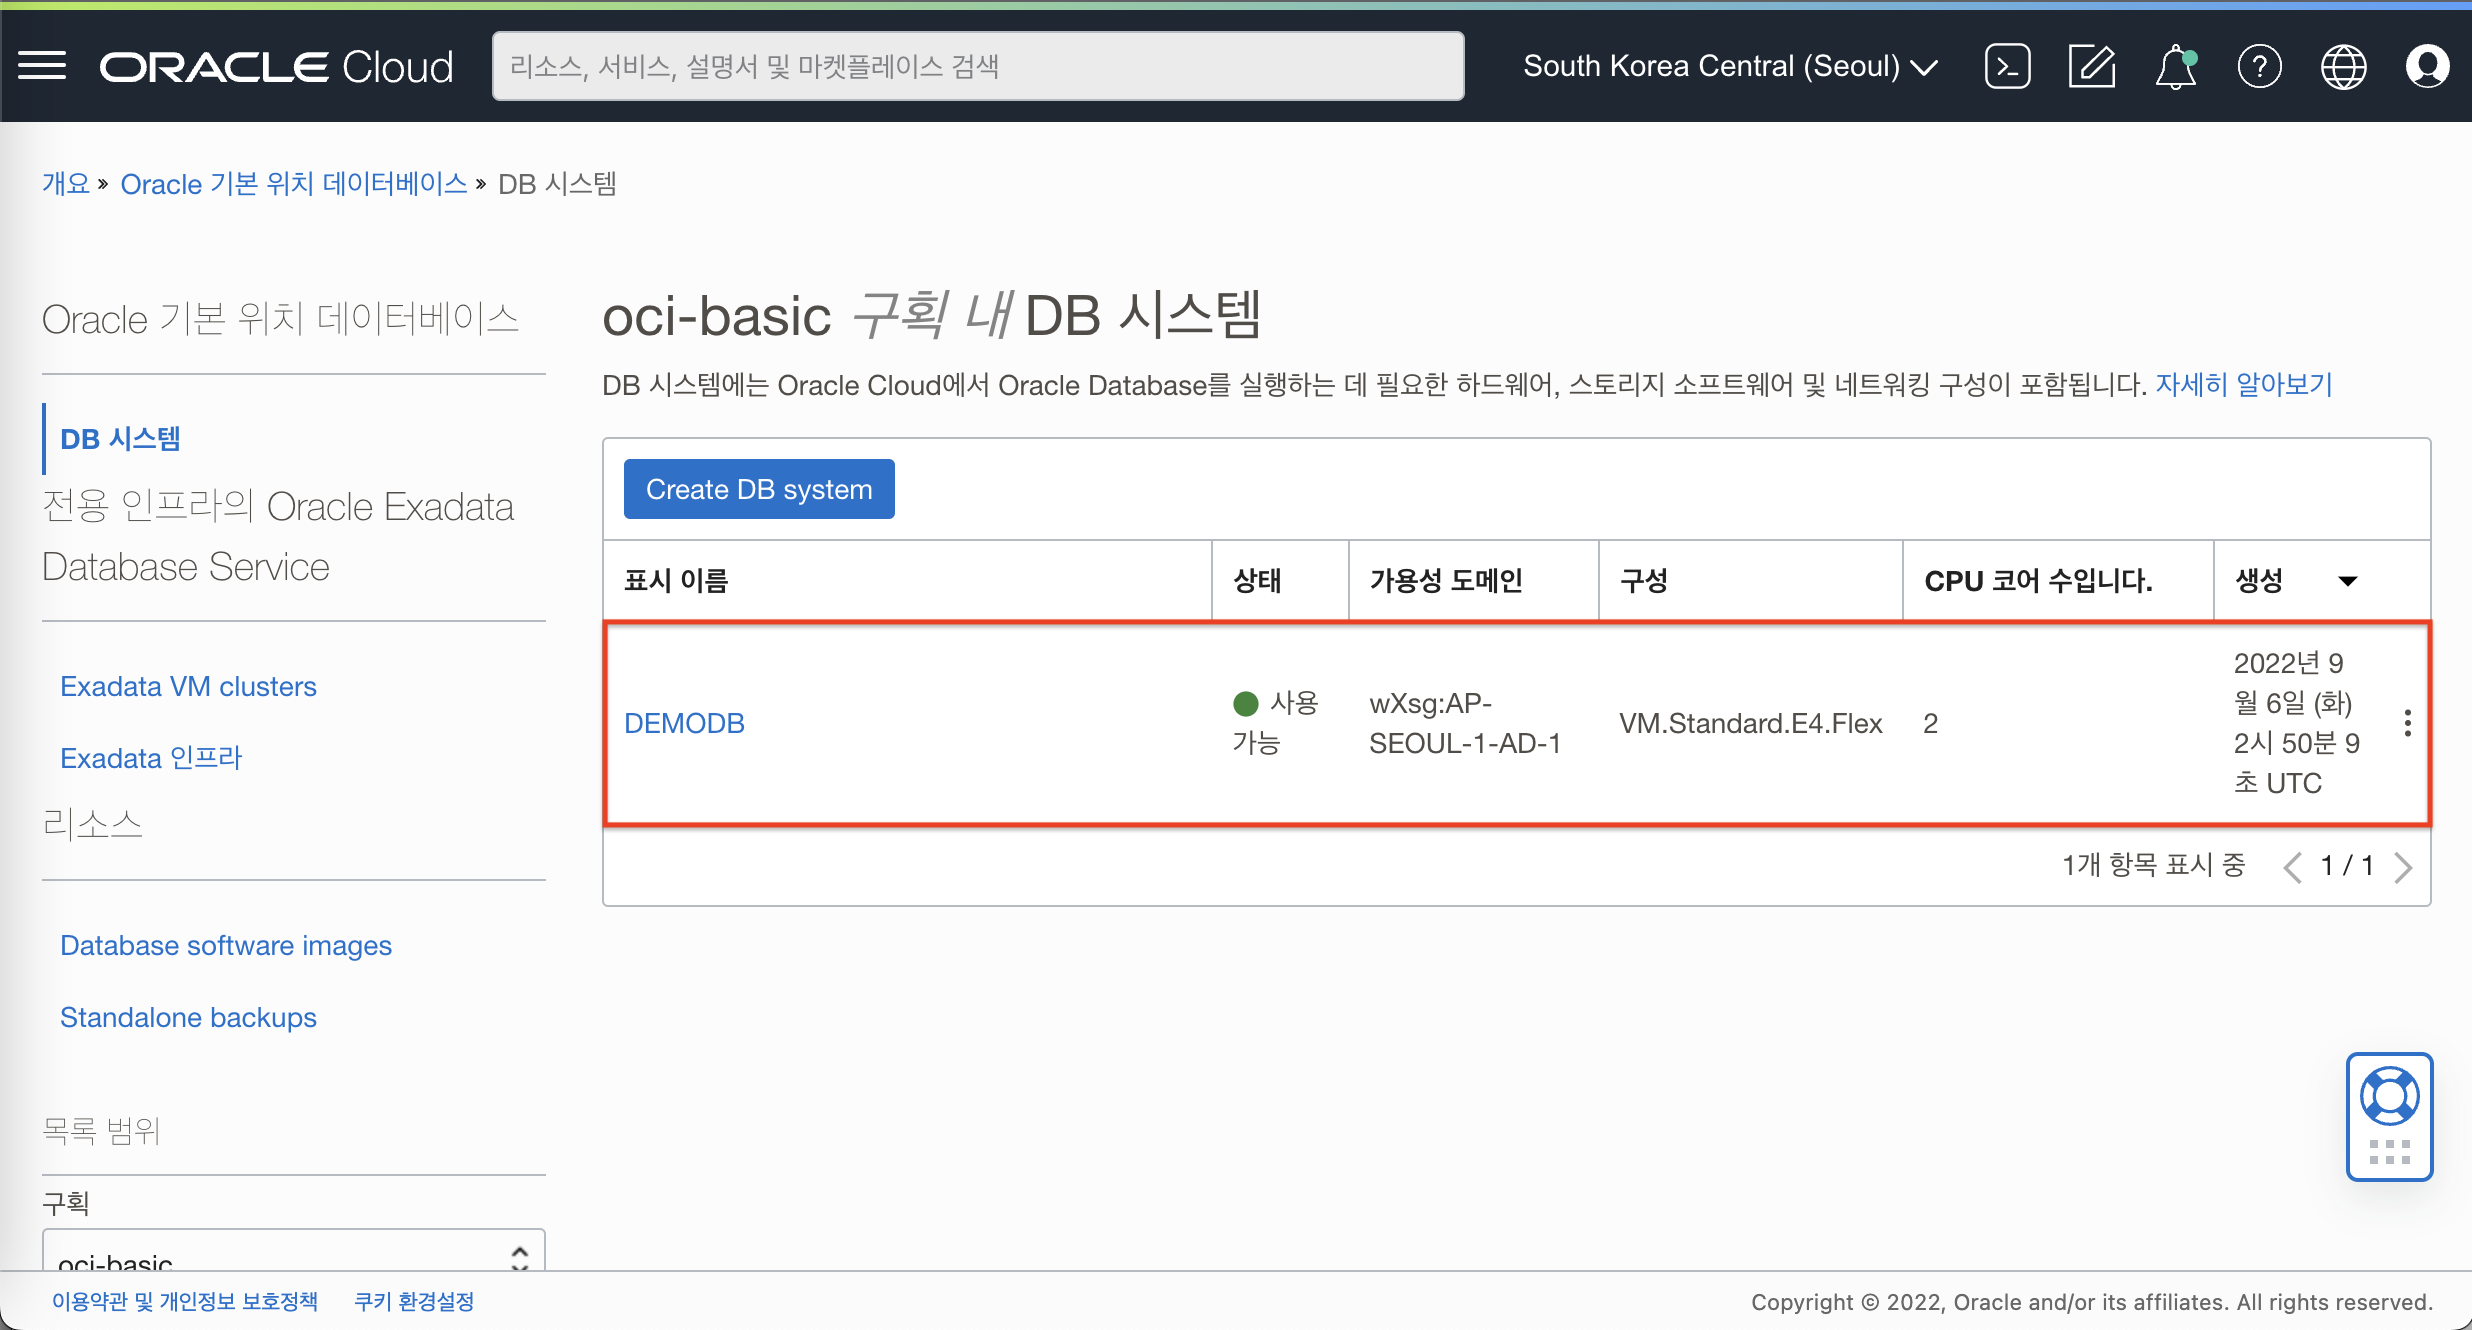 ORACLE Cloud
리소스, 서비스, 설명서 및 마켓플레이스 검색
South Korea Central (Seoul)
개요 » Oracle 기본 위치 데이터베이스 » DB 시스템
Oracle 기본 위치 데이터베이스
DB 시스템
전용 인프라의 Oracle Exadata
Database Service
Exadata VM clusters
Exadata 인프라
리소스
Database software images
Standalone backups
목록 범위
구획
oci-basic
oci-basic 구획 내 DB 시스템
DB 시스템에는 Oracle Cloud에서 Oracle Database를 실행하는 데 필요한 하드웨어, 스토리지 소프트웨어 및 네트워킹 구성이 포함됩니다. 자세히 알아보기
Create DB system
표시 이름 상태 가용성 도메인 구성 CPU 코어 수입니다. 생성
DEMODB
사용
가능
wXsg:AP-
SEOUL-1-AD-1
VM.Standard.E4.Flex
2
2022년 9
월 6일 (화)
2시 50분 9
초 UTC
1개 항목 표시 중 1 / 1
이용약관 및 개인정보 보호정책 쿠키 환경설정
Copyright © 2022, Oracle and/or its affiliates. All rights reserved.